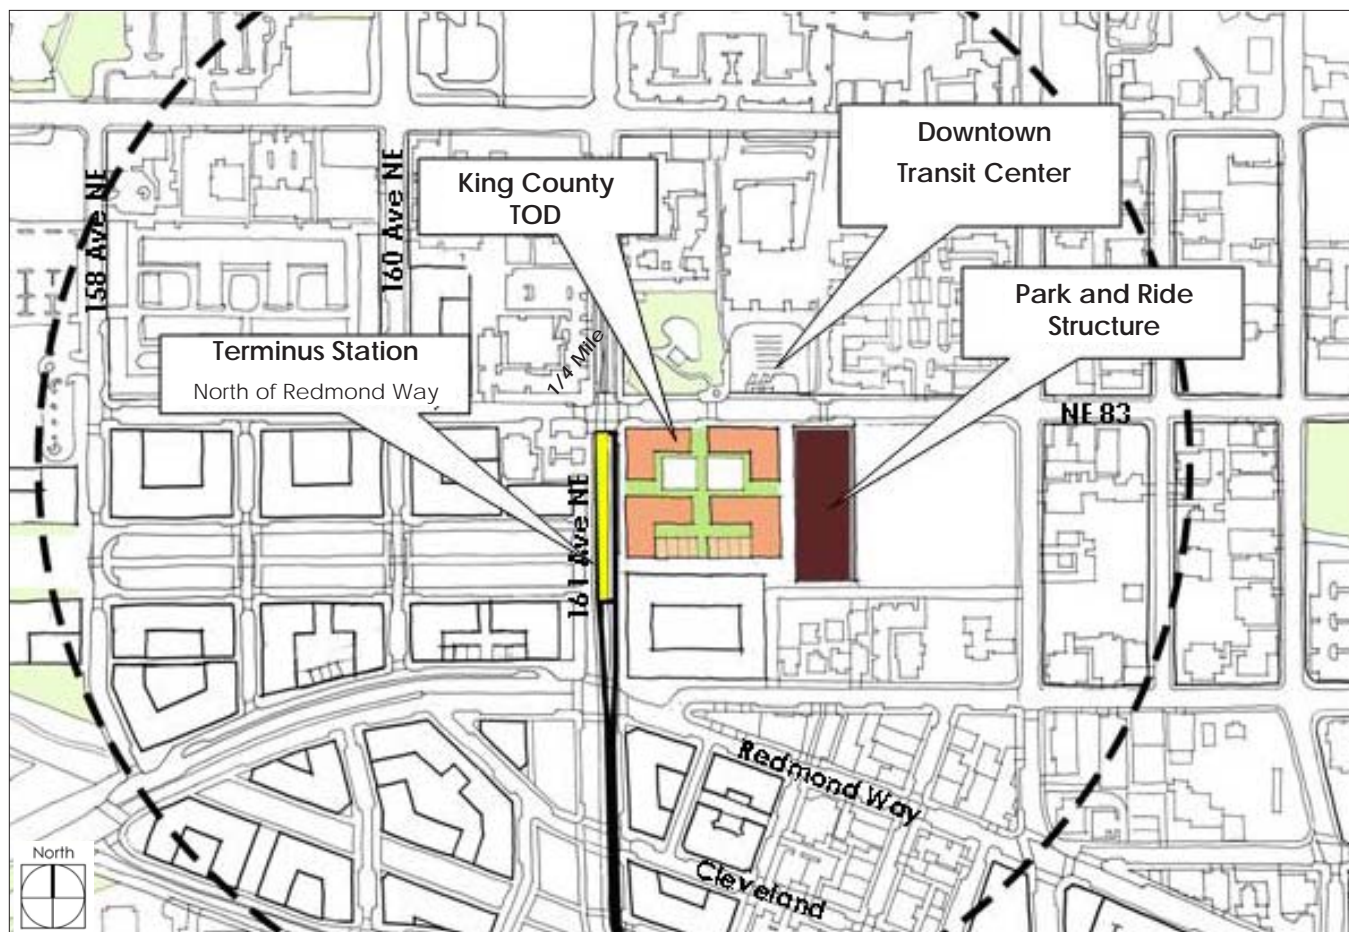 Downtown
Transit Center
King County
TOD
158 Ave NE
160 Ave NE
Park and Ride
Structure
Terminus Station
North of Redmond Way
1/4 Mile
NE 83
161 Ave NE
Redmond Way
Cleveland
North